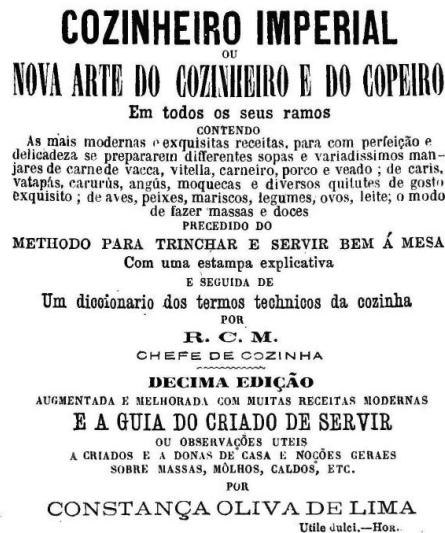 COZINHEIRO IMPERIAL
OU
NOVA ARTE DO COZINHEIRO E DO COPEIRO
Em todos os seus ramos
CONTENDO
As mais modernas e exquisitas receitas, para com perfeição e
delicadeza se prepararem differentes sopas e variadissimos man-
jares de carne de vacca, vitella, carneiro, porco e veado ; de caris,
vatapás, carurús, angús, moquecas e diversos quitutes de gosto
exquisito ; de aves, peixes, mariscos, legumes, ovos, leite; o modo
de fazer massas e doces
PRECEDIDO DO
METHODO PARA TRINCHAR E SERVIR BEM Á MESA
Com uma estampa explicativa
E SEGUIDA DE
Um diccionario dos termos technicos da cozinha
POR
R. C. M.
CHEFE DE COZINHA
DECIMA EDIÇÃO
AUGMENTADA E MELHORADA COM MUITAS RECEITAS MODERNAS
E A GUIA DO CRIADO DE SERVIR
OU OBSERVAÇÕES UTEIS
A CRIADOS E A DONAS DE CASA E NOÇÕES GERAES
SOBRE MASSAS, MÔLHOS, CALDOS, ETC.
POR
CONSTANÇA OLIVA DE LIMA
Utile dulci.—HOR.